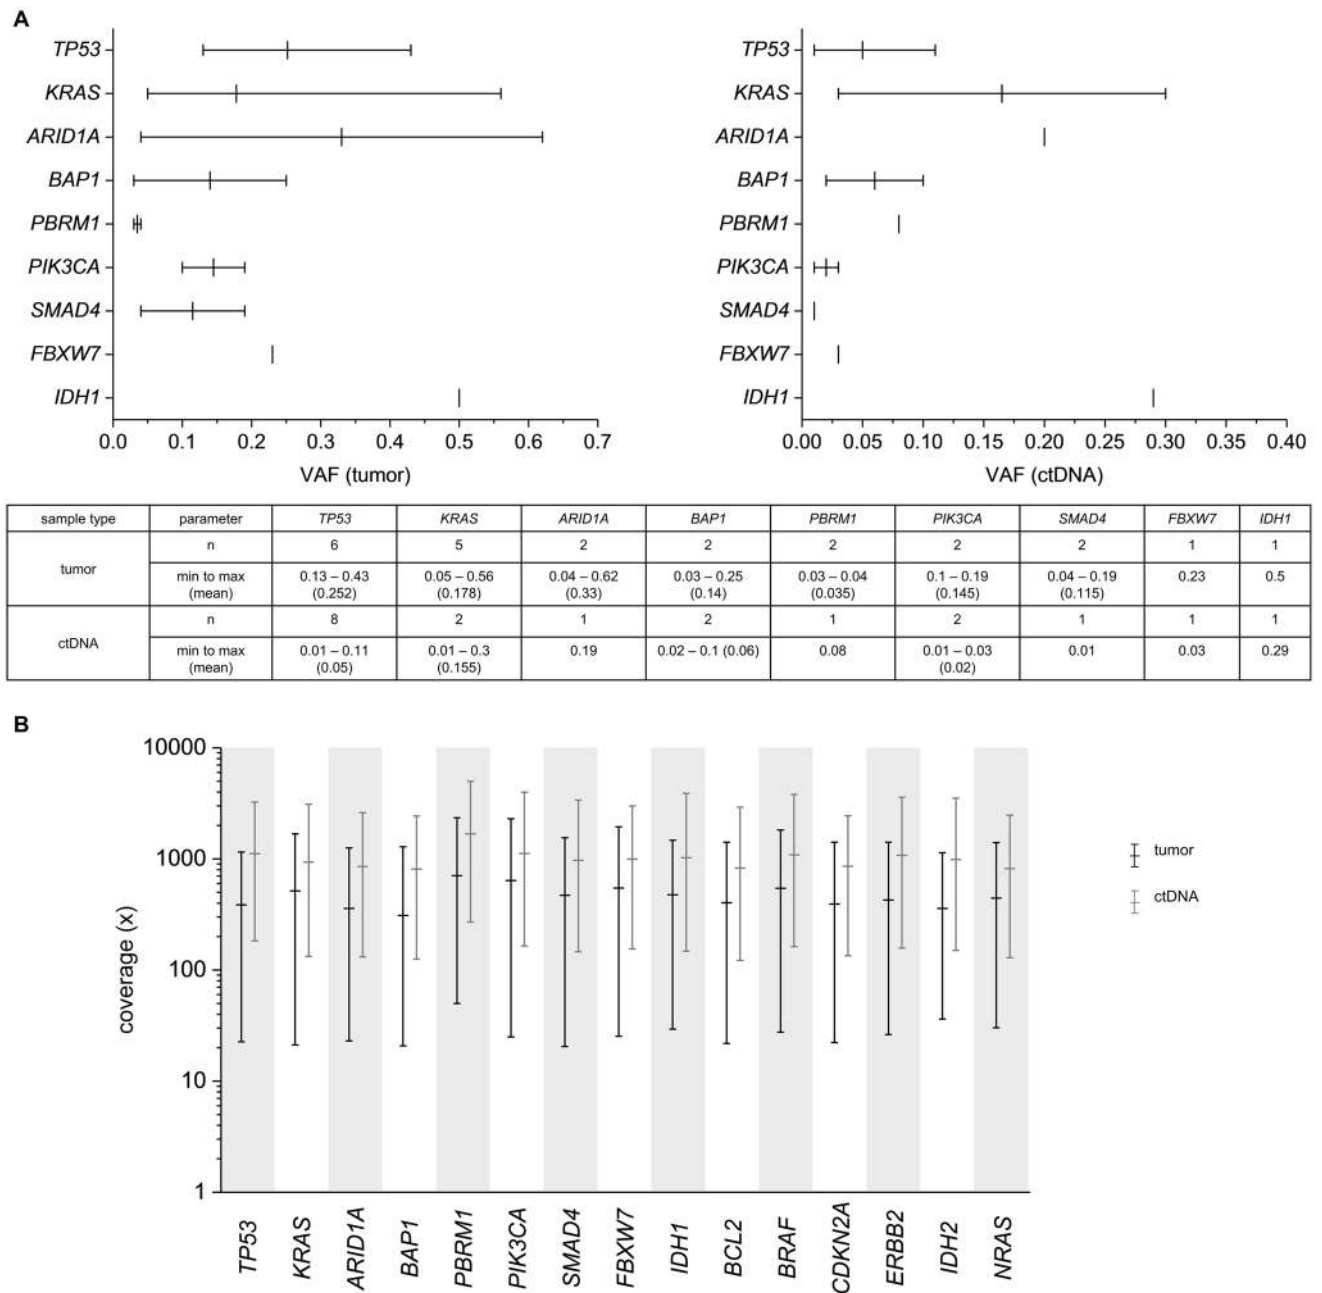 A
TP53
KRAS
ARID1A
BAP1
PBRM1
PIK3CA
SMAD4
FBXW7
IDH1
0.0 0.1 0.2 0.3 0.4 0.5 0.6 0.7
VAF (tumor)
TP53
KRAS
ARID1A
BAP1
PBRM1
PIK3CA
SMAD4
FBXW7
IDH1
0.00 0.05 0.10 0.15 0.20 0.25 0.30 0.35 0.40
VAF (ctDNA)
sample type parameter TP53 KRAS ARID1A BAP1 PBRM1 PIK3CA SMAD4 FBXW7 IDH1
tumor
n 6 5 2 2 2 2 2 1 1
min to max 0.13 – 0.43 0.05 – 0.56 0.04 – 0.62 0.03 – 0.25 0.03 – 0.04 0.1 – 0.19 0.04 – 0.19 0.23 0.5
(mean) (0.252) (0.178) (0.33) (0.14) (0.035) (0.145) (0.115)
ctDNA
n 8 2 1 2 1 2 1 1 1
min to max 0.01 – 0.11 0.01 – 0.3 0.19 0.02 – 0.1 (0.06) 0.08 0.01 – 0.03 0.01 0.03 0.29
(mean) (0.05) (0.155) (0.02)
B
coverage (x)
10000
1000
100
10
1
TP53 KRAS ARID1A BAP1 PBRM1 PIK3CA SMAD4 FBXW7 IDH1 BCL2 BRAF CDKN2A ERBB2 IDH2 NRAS
tumor
ctDNA